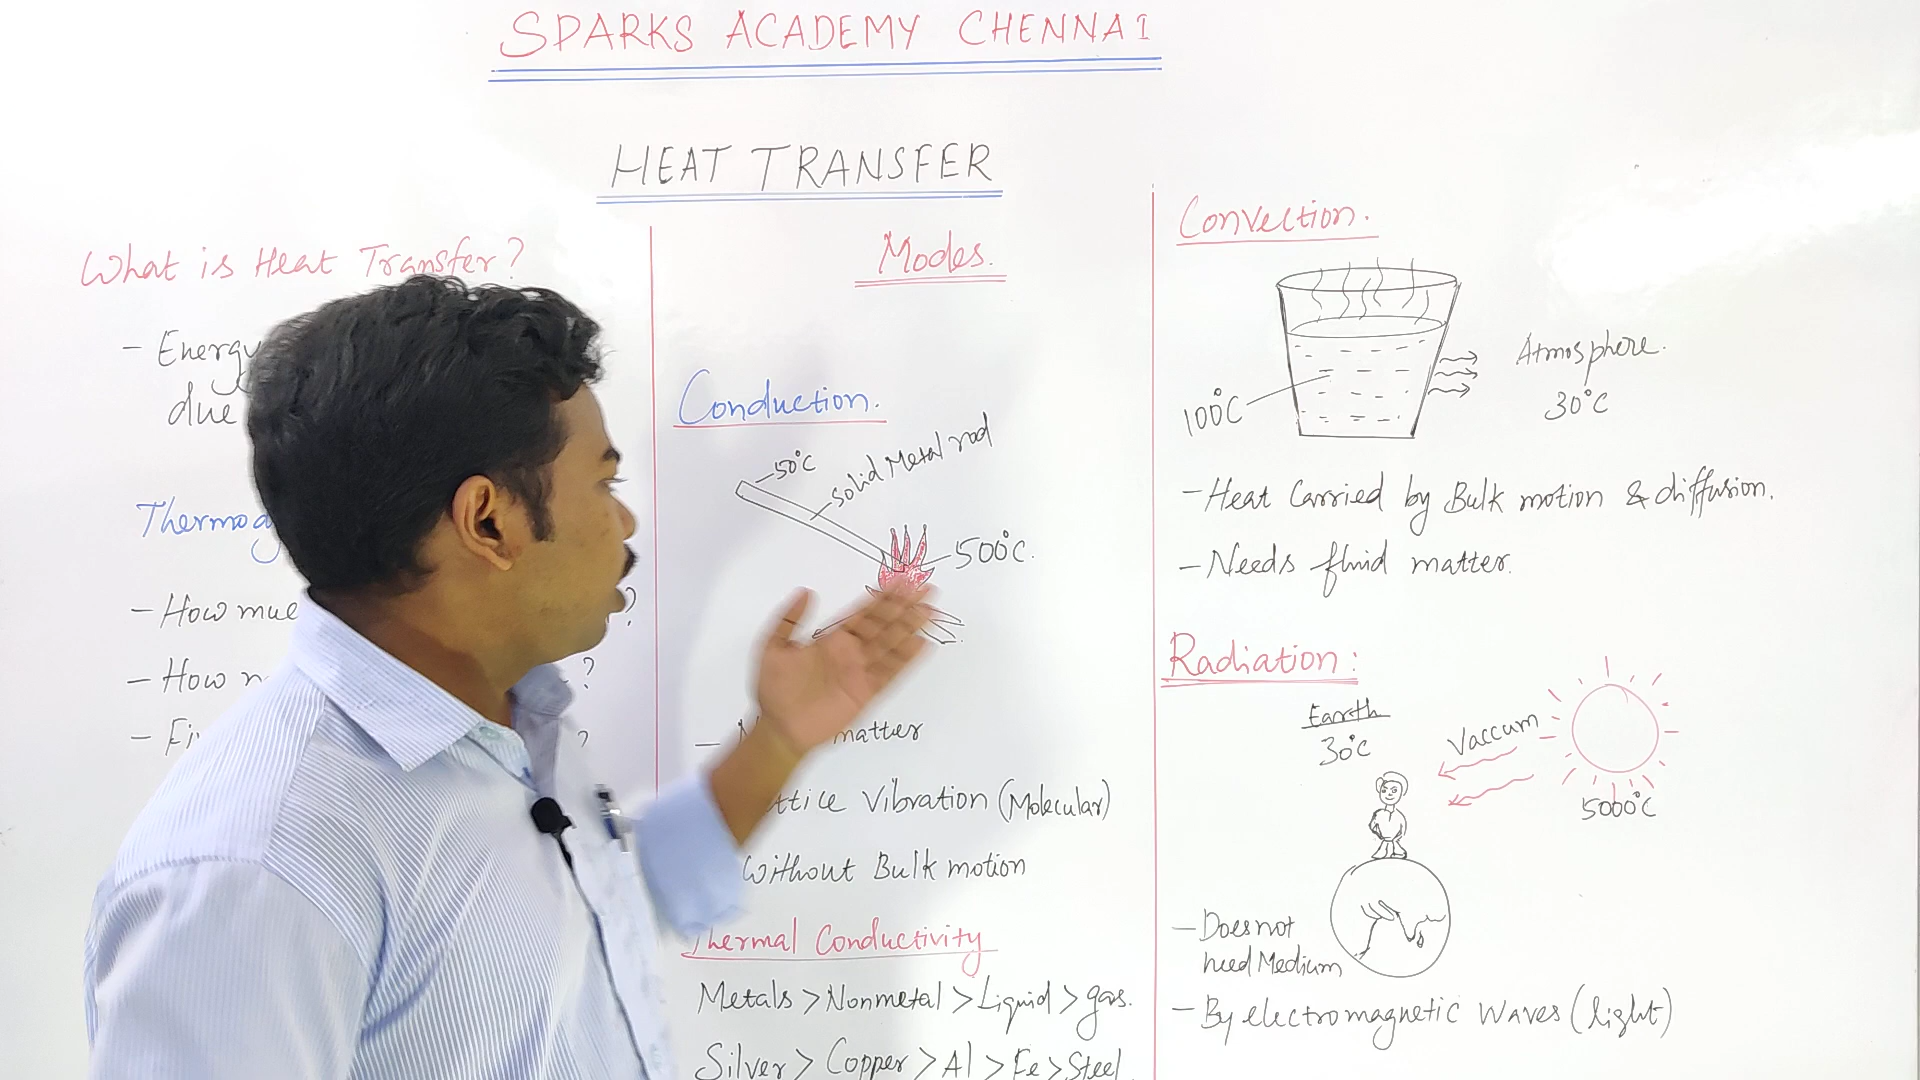 SPARKS ACADEMY CHENNAI
HEAT TRANSFER
What is Heat Transfer?
- Energy
due
- How
?
- How
?
?
Modes.
Conduction.
50°C
Solid Metal rod
500°C.
- matter
Vibration (Molecular)
Without Bulk motion
Thermal Conductivity
Metals > Nonmetal > Liquid > gas.
Silver > Copper > Al > Fe > Steel.
Convection.
100°C
Atmosphere.
30°C
- Heat Carried by Bulk motion & diffusion.
- Needs fluid matter.
Radiation:
Earth
30°C
Vaccum
5000°C
- Does not
need Medium
- By electromagnetic waves (light)